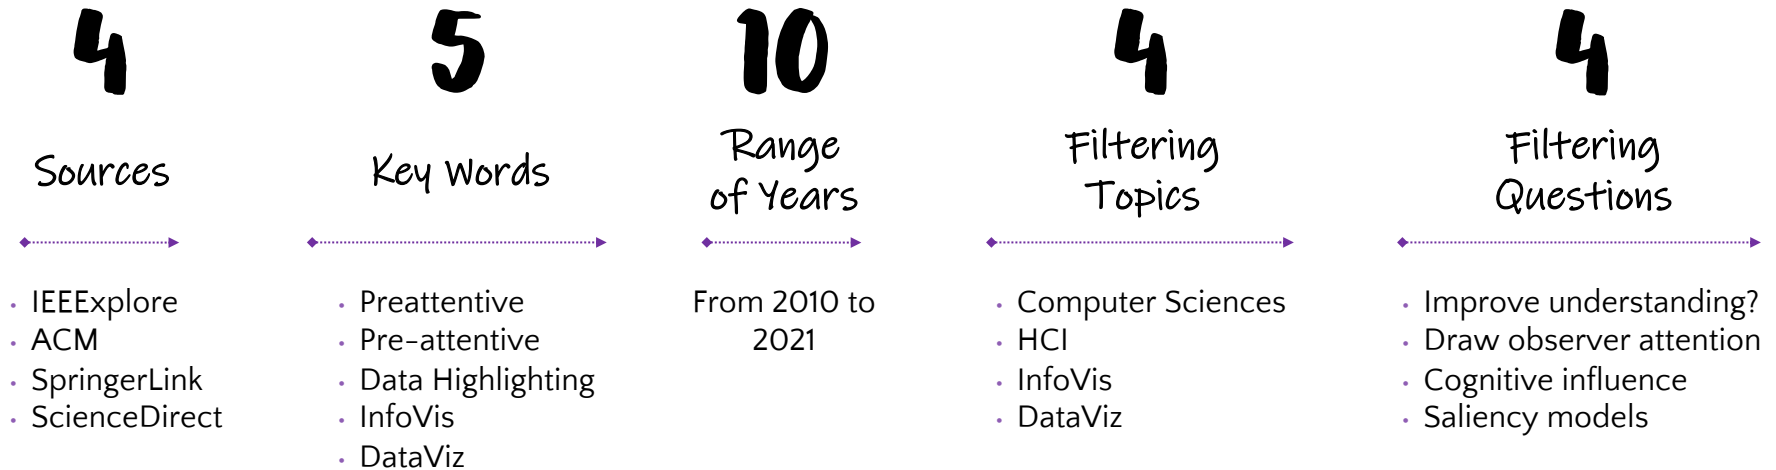 4
Sources
IEEExplore
ACM
SpringerLink
ScienceDirect
5
Key Words
Preattentive
Pre-attentive
Data Highlighting
InfoVis
DataViz
10
Range
of Years
From 2010 to
2021
4
Filtering
Topics
Computer Sciences
HCI
InfoVis
DataViz
4
Filtering
Questions
Improve understanding?
Draw observer attention
Cognitive influence
Saliency models